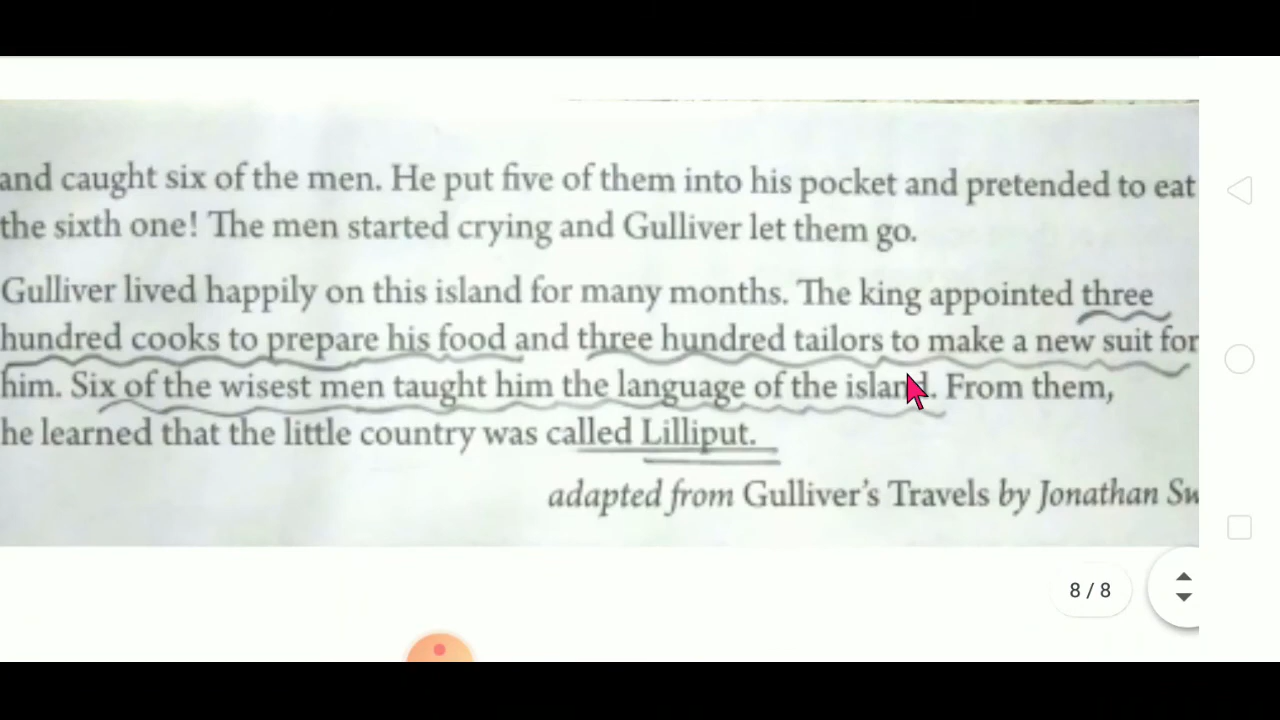 and caught six of the men. He put five of them into his pocket and pretended to eat
the sixth one! The men started crying and Gulliver let them go.
Gulliver lived happily on this island for many months. The king appointed three
hundred cooks to prepare his food and three hundred tailors to make a new suit for
him. Six of the wisest men taught him the language of the island. From them,
he learned that the little country was called Lilliput.
adapted from Gulliver's Travels by Jonathan Sw
8 / 8